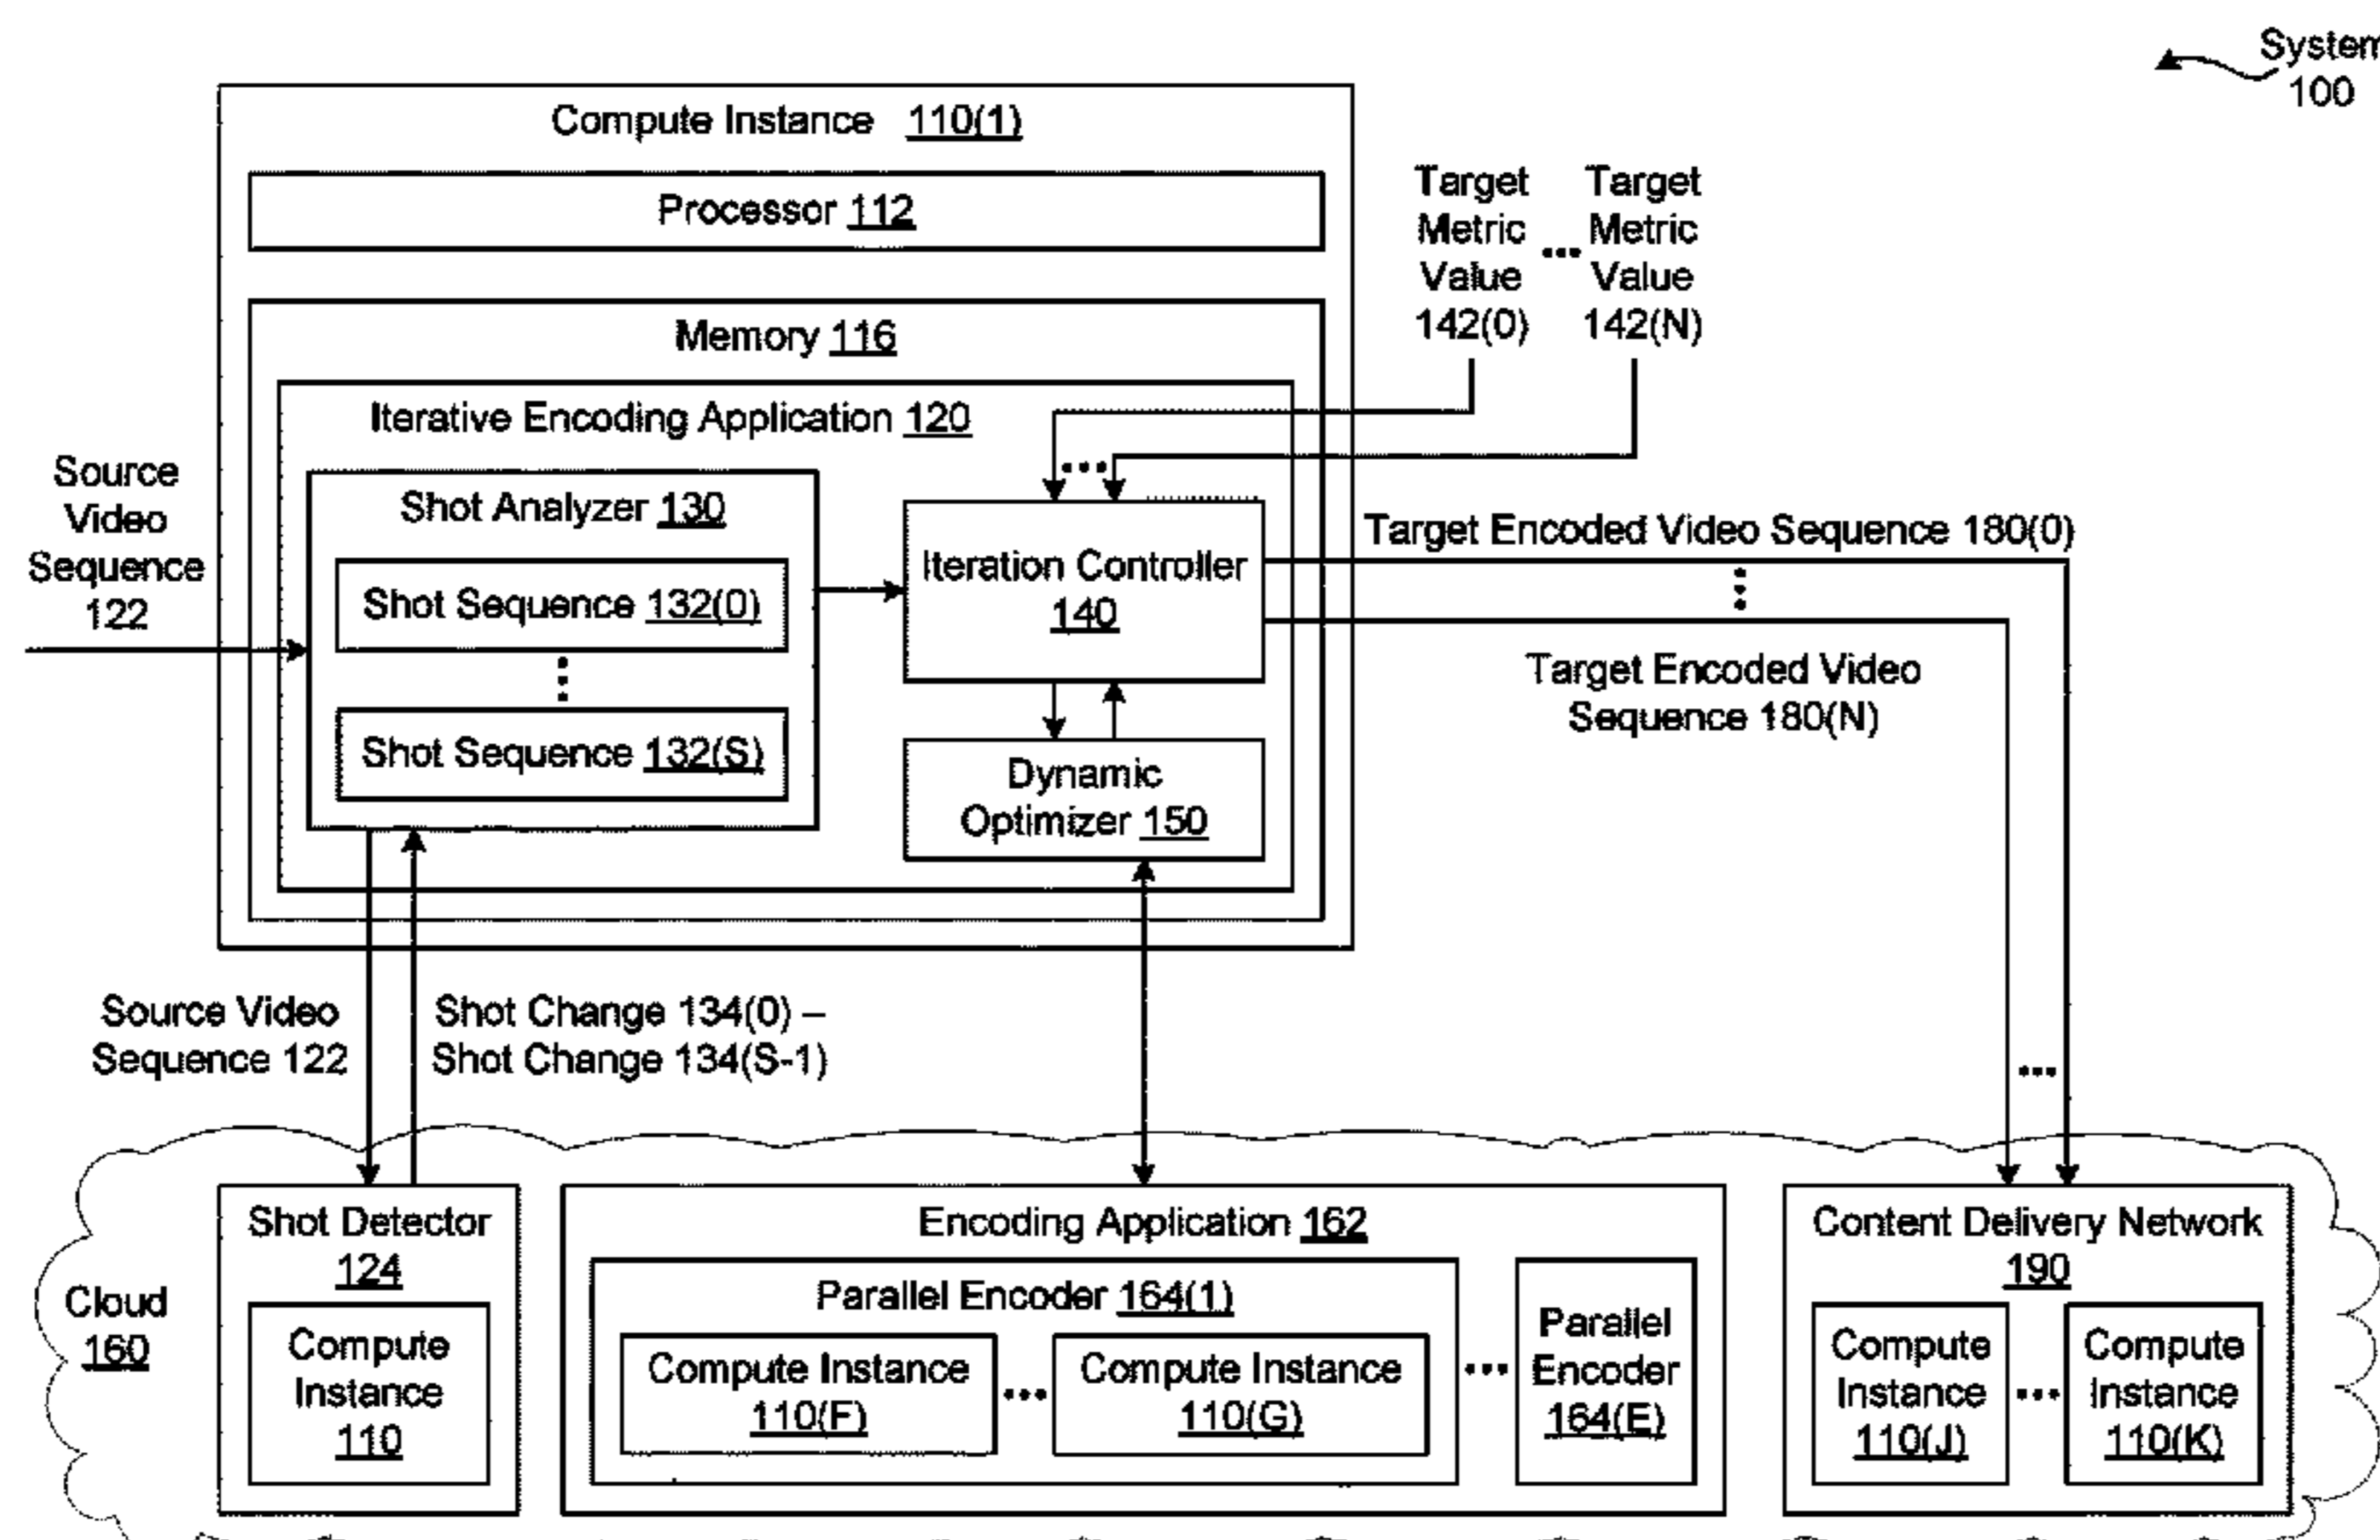 System
100
Compute Instance 110(1)
Processor 112
Memory 116
Iterative Encoding Application 120
Target
Metric
Value
142(0)
...
Target
Metric
Value
142(N)
Source
Video
Sequence
122
Shot Analyzer 130
Shot Sequence 132(0)
Shot Sequence 132(S)
...
Iteration Controller
140
Dynamic
Optimizer 150
Target Encoded Video Sequence 180(0)
Target Encoded Video
Sequence 180(N)
Source Video
Sequence 122
Shot Change 134(0) –
Shot Change 134(S-1)
...
Cloud
160
Shot Detector
124
Compute
Instance
110
Encoding Application 162
Parallel Encoder 164(1)
Compute Instance
110(F)
...
Compute Instance
110(G)
...
Parallel
Encoder
164(E)
Content Delivery Network
190
Compute
Instance
110(J)
...
Compute
Instance
110(K)